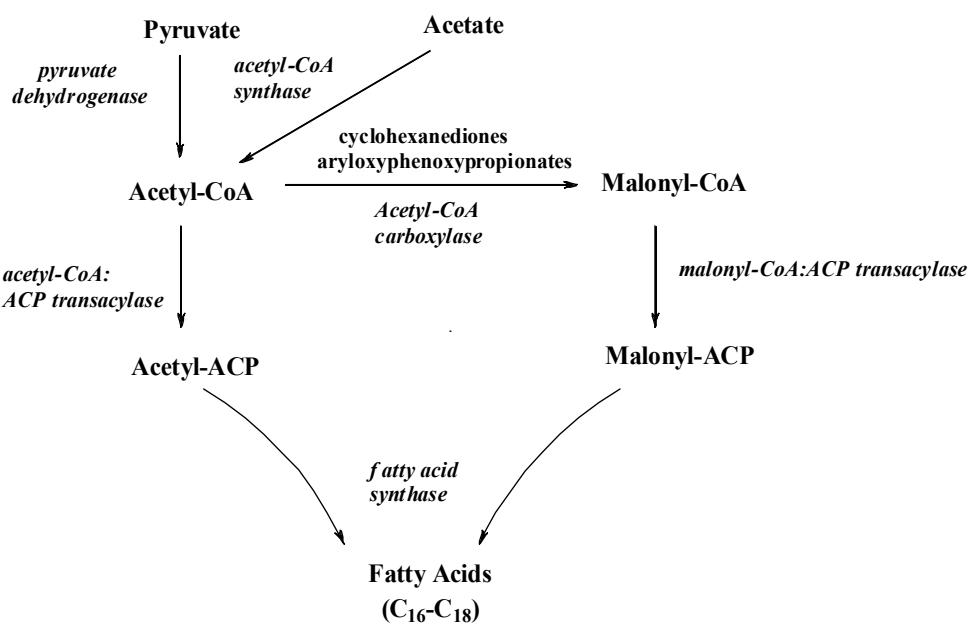 Pyruvate
Acetate
pyruvate
dehydrogenase
acetyl-CoA
synthase
cyclohexanediones
aryloxyphenoxypropionates
Acetyl-CoA
Malonyl-CoA
Acetyl-CoA
carboxylase
acetyl-CoA:
ACP transacylase
malonyl-CoA:ACP transacylase
Acetyl-ACP
Malonyl-ACP
fatty acid
synthase
Fatty Acids
(C₁₆-C₁₈)